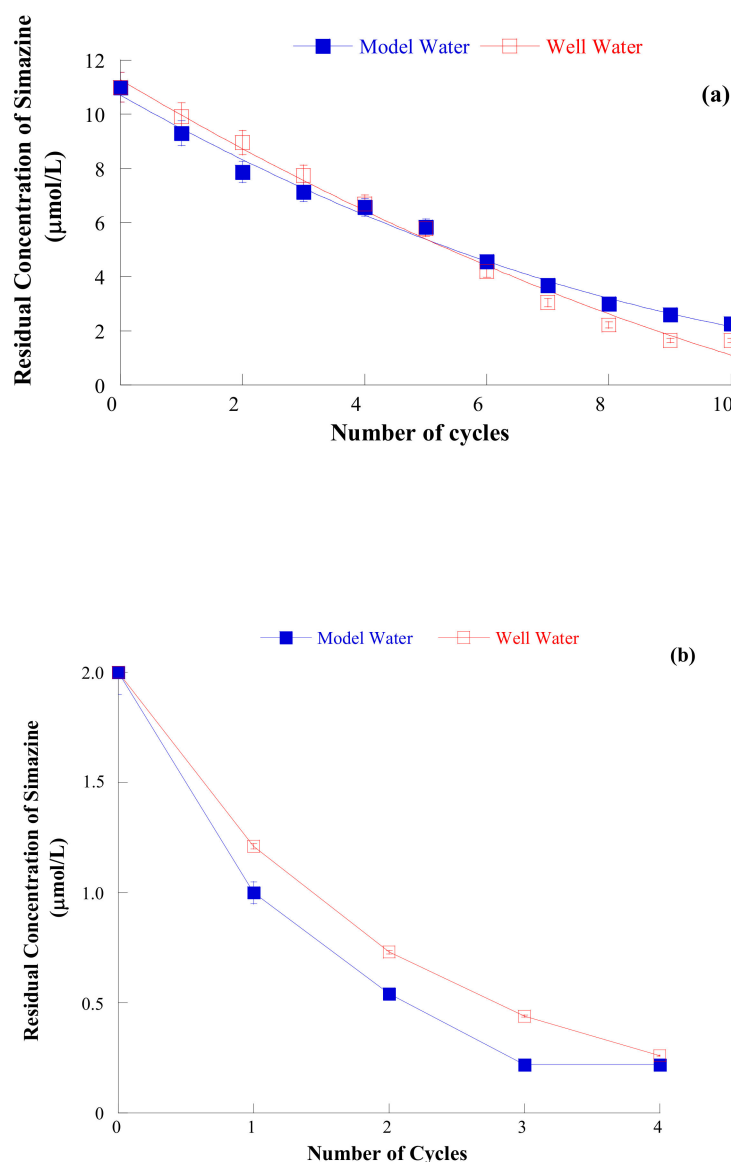 Model Water Well Water
(a)
Residual Concentration of Simazine
(μmol/L)
12
10
8
6
4
2
0
0 2 4 6 8 10
Number of cycles
Model Water Well Water
(b)
Residual Concentration of Simazine
(μmol/L)
2.0
1.5
1.0
0.5
0
0 1 2 3 4
Number of Cycles